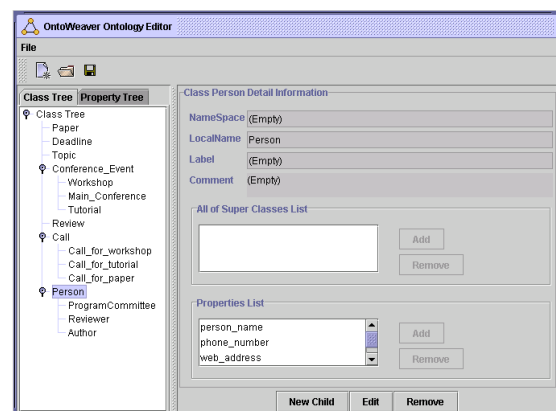 OntoWeaver Ontology Editor
File
Class Tree Property Tree
Class Tree
Paper
Deadline
Topic
Conference_Event
Workshop
Main_Conference
Tutorial
Review
Call
Call_for_workshop
Call_for_tutorial
Call_for_paper
Person
ProgramCommittee
Reviewer
Author
Class Person Detail Information
NameSpace (Empty)
LocalName Person
Label (Empty)
Comment (Empty)
All of Super Classes List
Add
Remove
Properties List
person_name
phone_number
web_address
Add
Remove
New Child Edit Remove